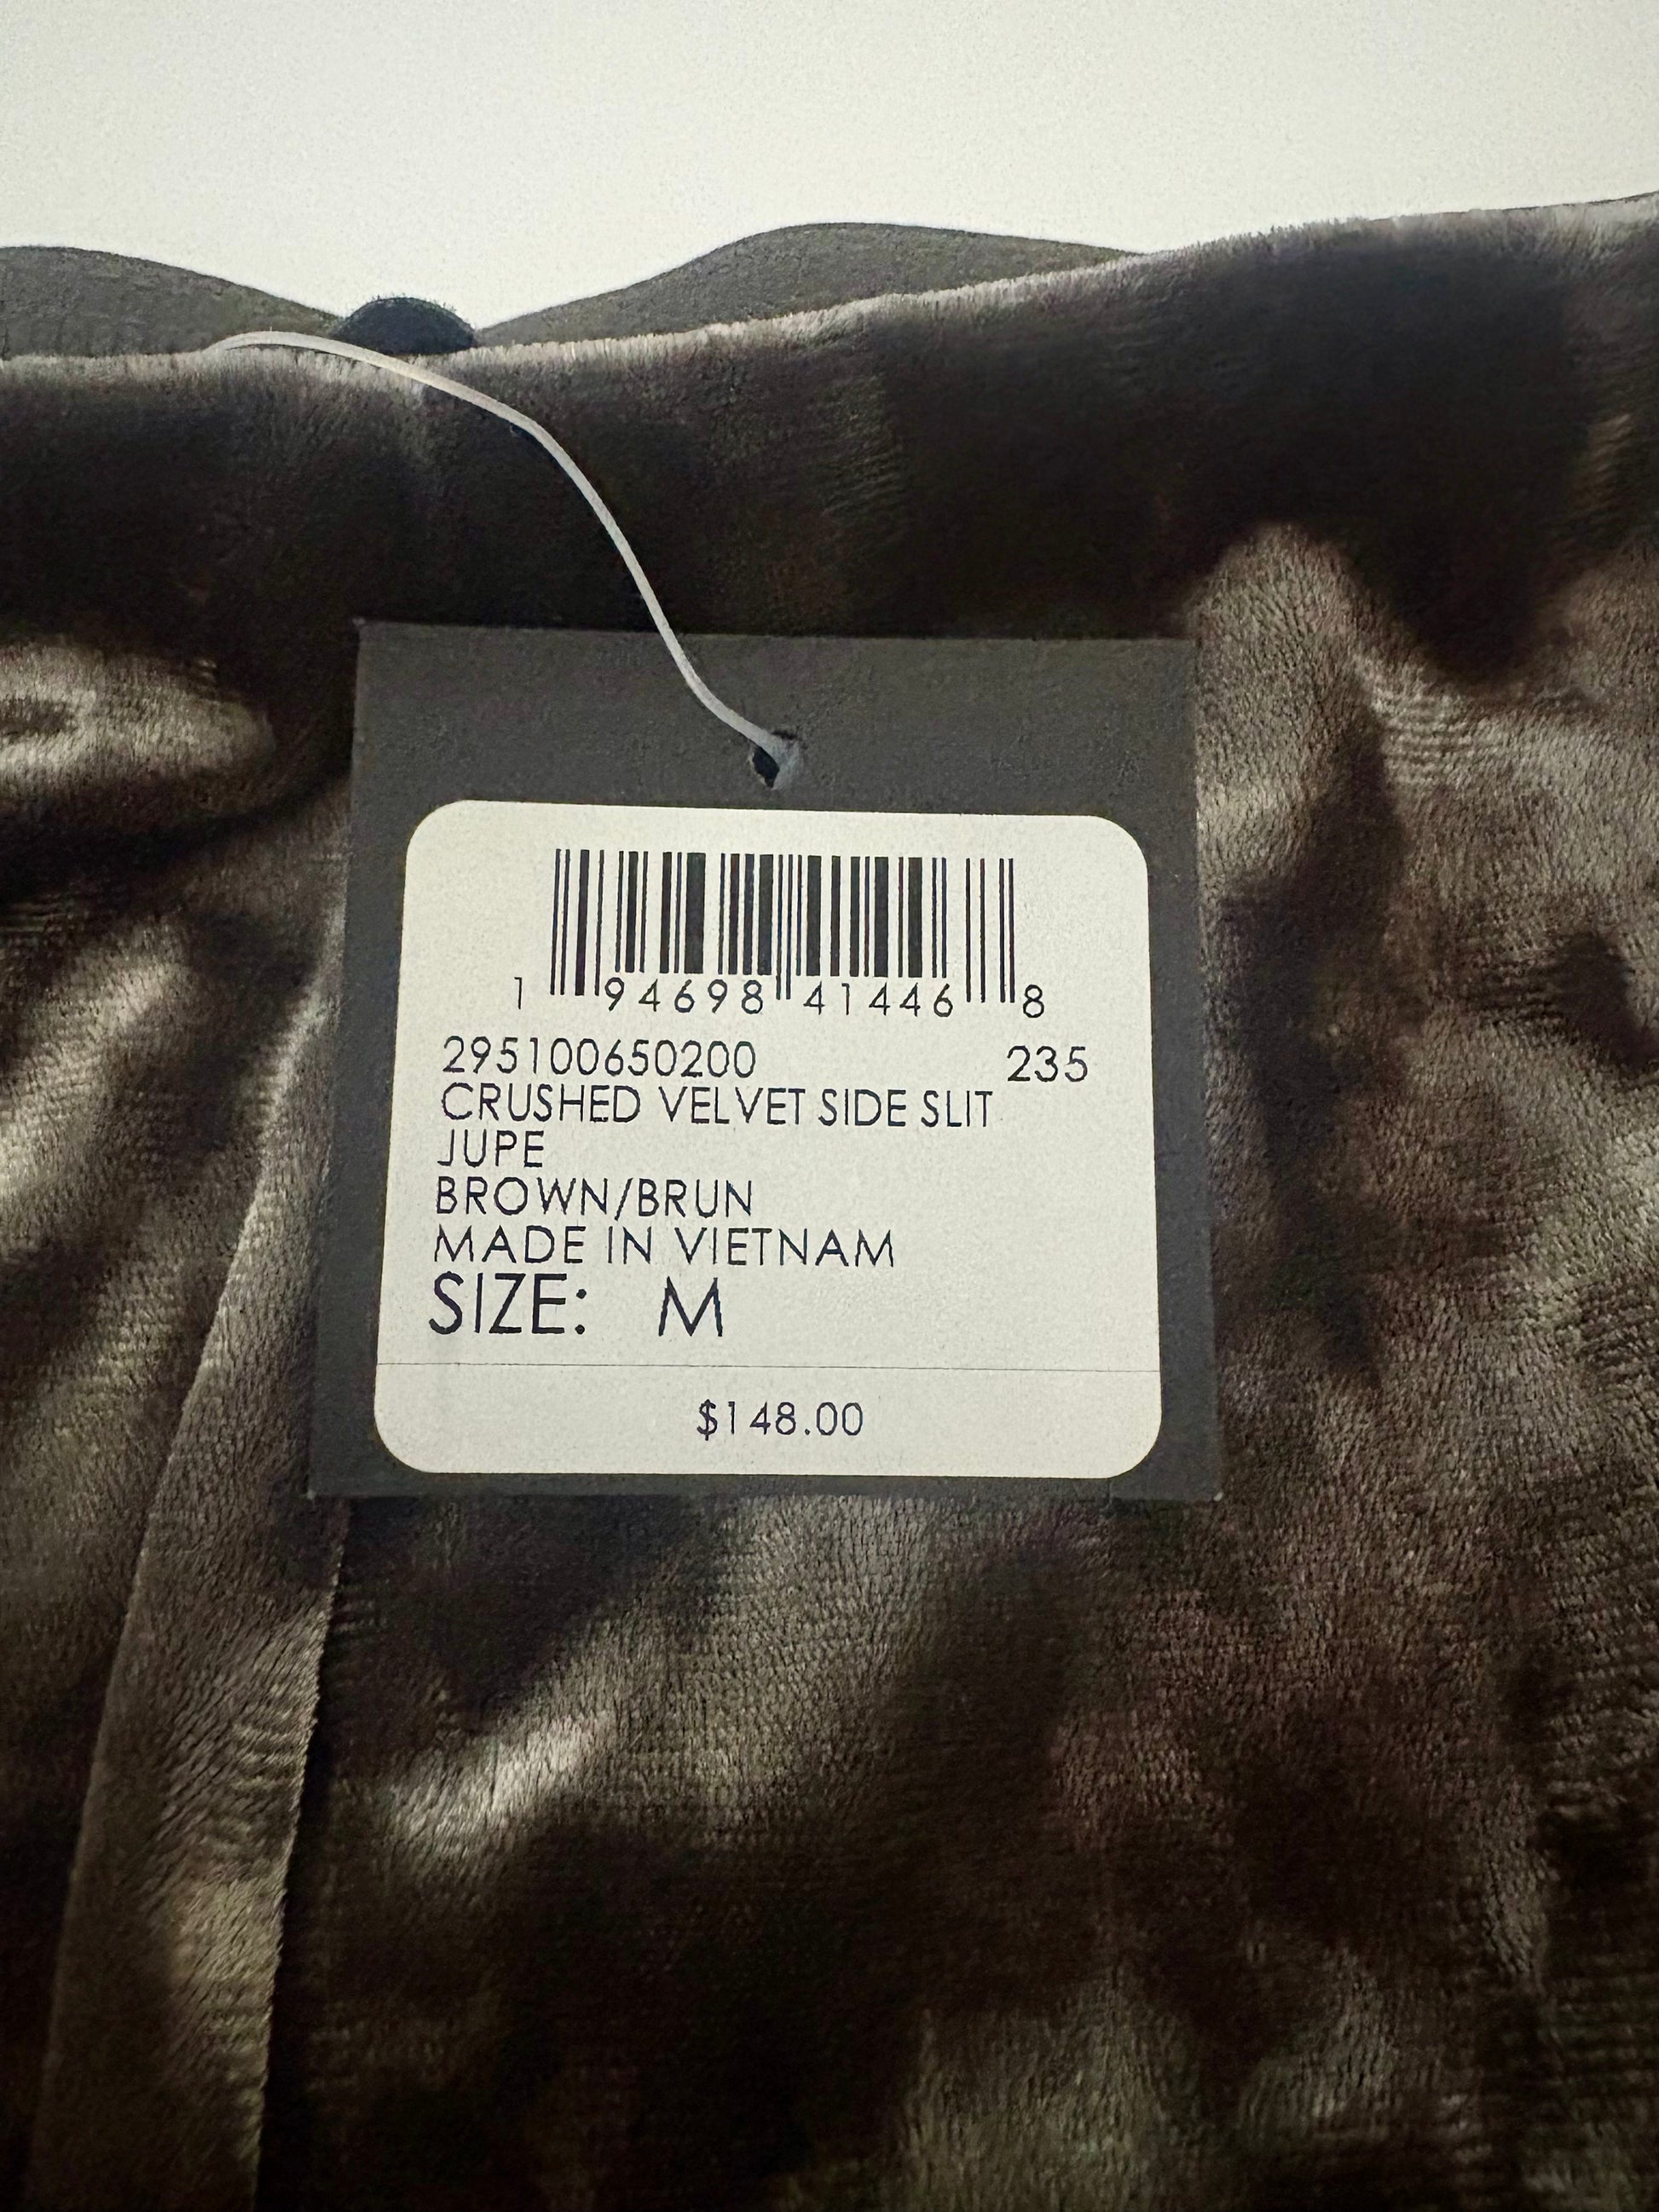 1 94698 41446 8
295100650200 235
CRUSHED VELVET SIDE SLIT
JUPE
BROWN/BRUN
MADE IN VIETNAM
SIZE: M
$148.00